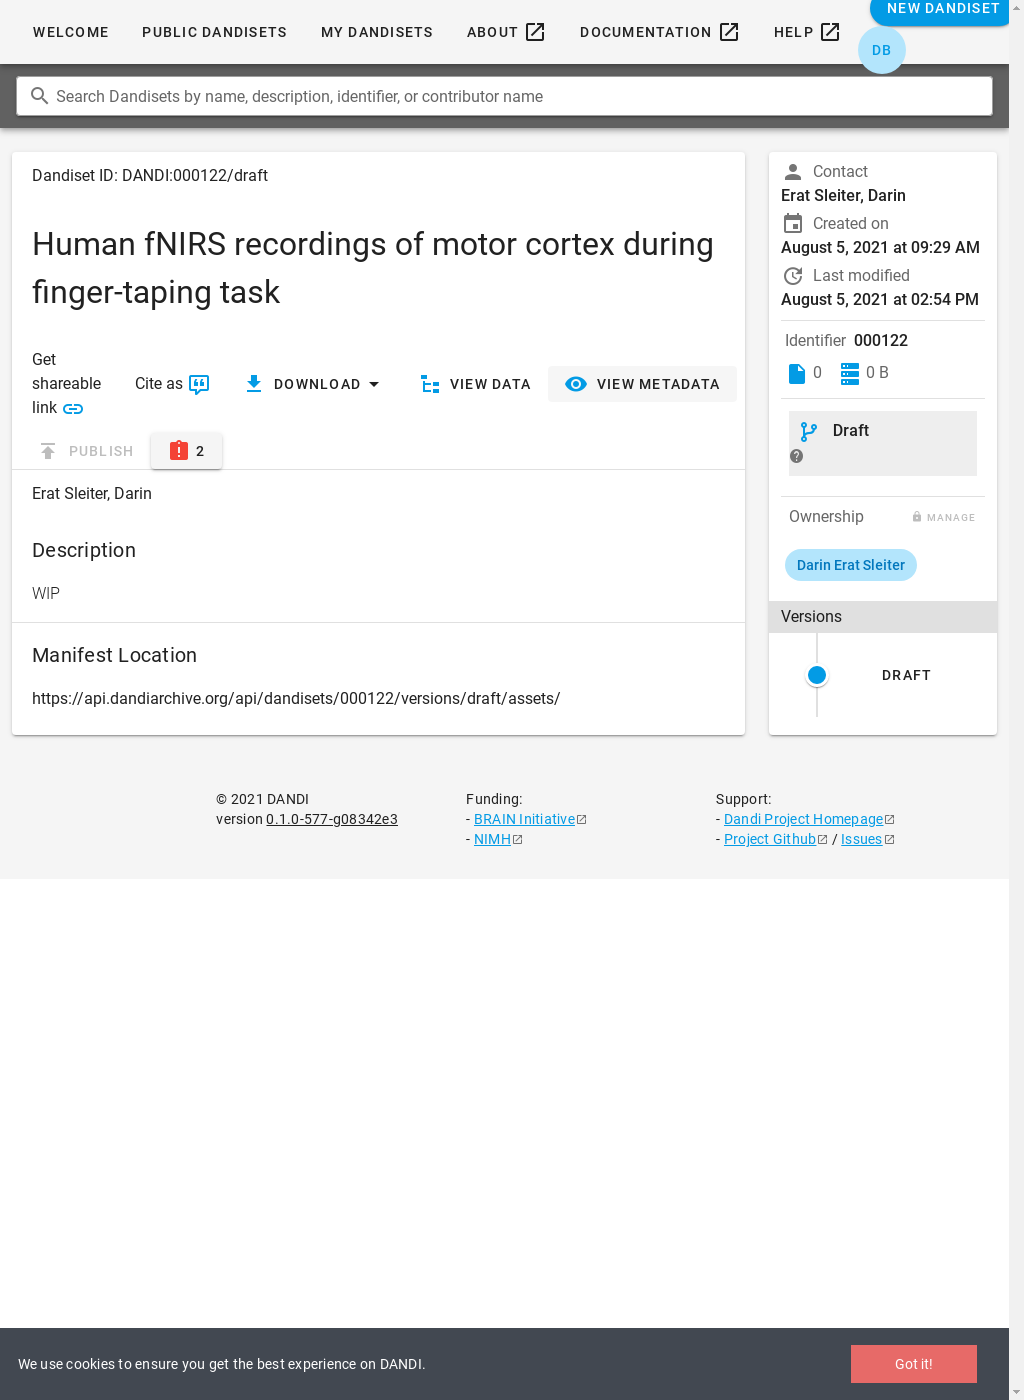 WELCOME PUBLIC DANDISETS MY DANDISETS ABOUT DOCUMENTATION HELP NEW DANDISET
DB
Search Dandisets by name, description, identifier, or contributor name
Dandiset ID: DANDI:000122/draft
Human fNIRS recordings of motor cortex during
finger-taping task
Get
shareable
link
Cite as
DOWNLOAD
VIEW DATA
VIEW METADATA
PUBLISH
2
Erat Sleiter, Darin
Description
WIP
Manifest Location
https://api.dandiarchive.org/api/dandisets/000122/versions/draft/assets/
Contact
Erat Sleiter, Darin
Created on
August 5, 2021 at 09:29 AM
Last modified
August 5, 2021 at 02:54 PM
Identifier 000122
0 0 B
Draft
Ownership MANAGE
Darin Erat Sleiter
Versions
DRAFT
© 2021 DANDI
version 0.1.0-577-g08342e3
Funding:
- BRAIN Initiative
- NIMH
Support:
- Dandi Project Homepage
- Project Github / Issues
We use cookies to ensure you get the best experience on DANDI.
Got it!